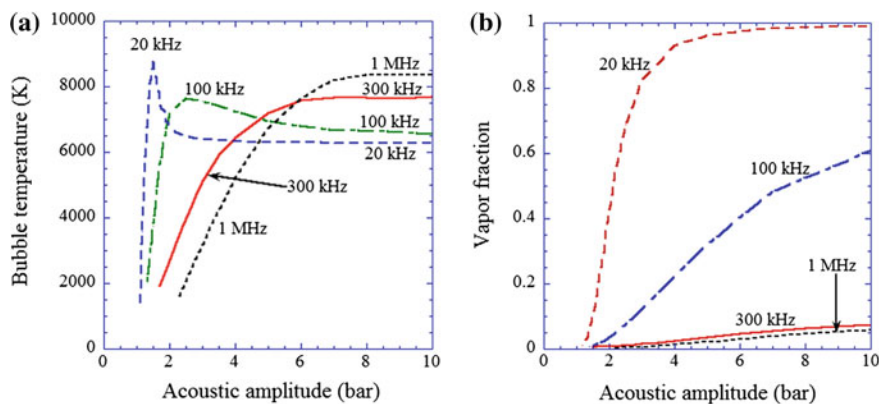 (a)
10000
8000
6000
4000
2000
0
Bubble temperature (K)
20 kHz
100 kHz
1 MHz
300 kHz
100 kHz
20 kHz
300 kHz
1 MHz
0
2
4
6
8
10
Acoustic amplitude (bar)
(b)
1
0.8
0.6
0.4
0.2
0
Vapor fraction
20 kHz
100 kHz
1 MHz
300 kHz
0
2
4
6
8
10
Acoustic amplitude (bar)